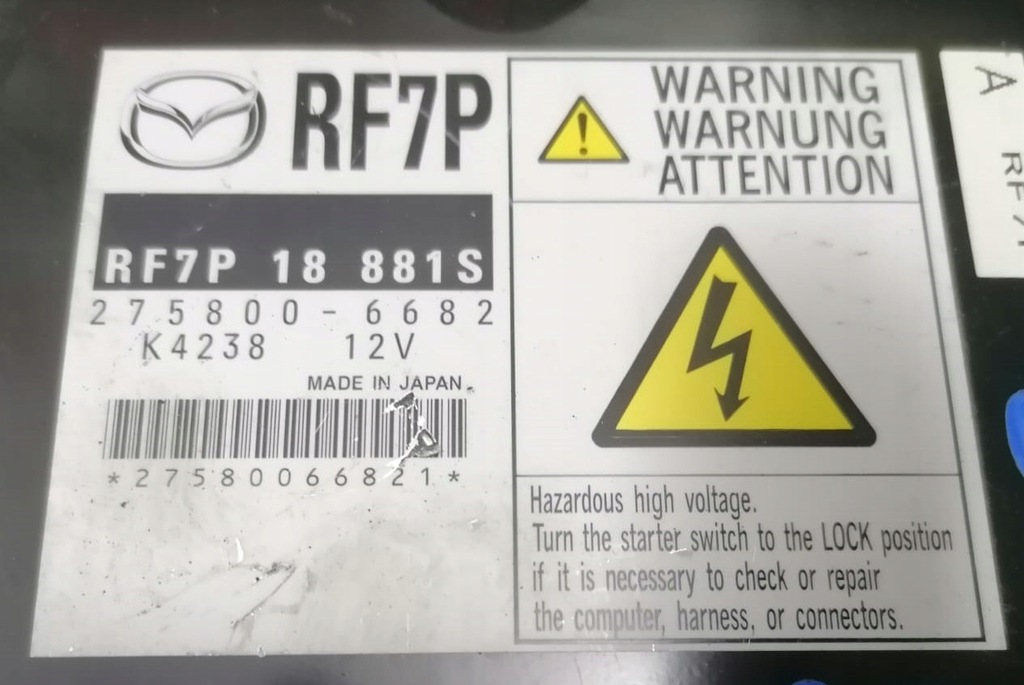 RF7P
RF7P 18 881S
275800-6682
K4238 12V
MADE IN JAPAN
*27580066821*
WARNING
WARNUNG
ATTENTION
Hazardous high voltage.
Turn the starter switch to the LOCK position
if it is necessary to check or repair
the computer, harness, or connectors.
A